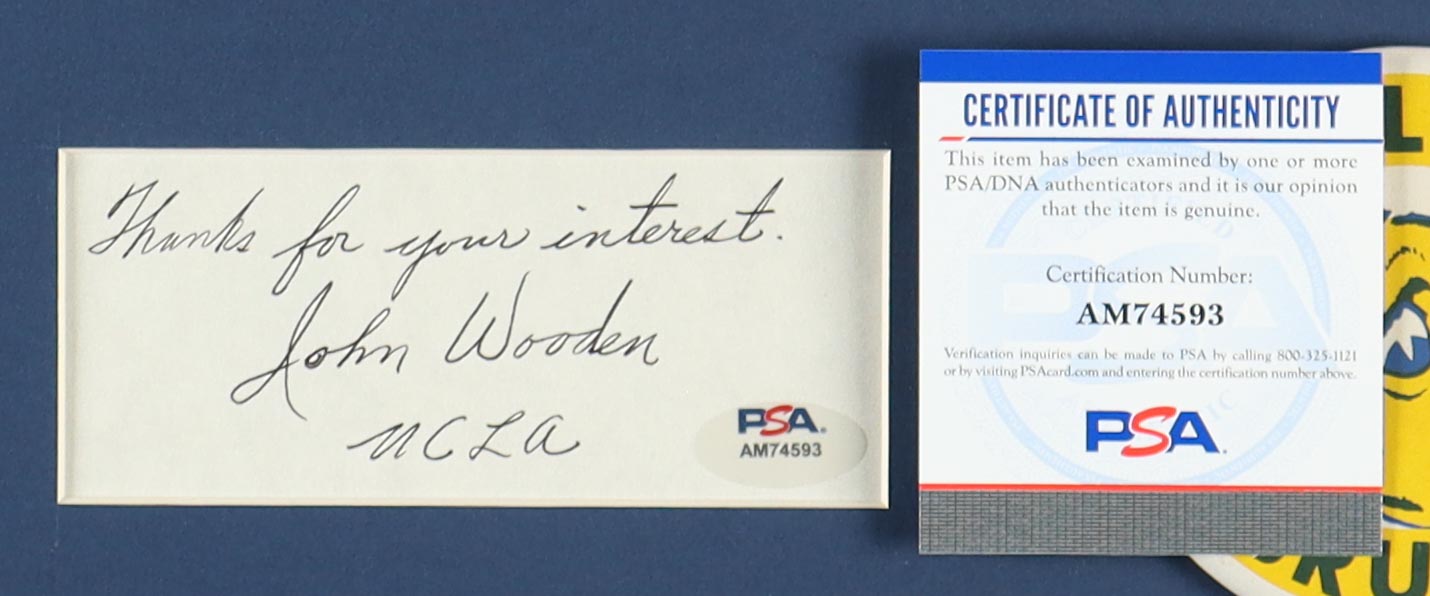 Thanks for your interest.
John Wooden
UCLA
PSA.
AM74593
CERTIFICATE OF AUTHENTICITY
This item has been examined by one or more
PSA/DNA authenticators and it is our opinion
that the item is genuine.
Certification Number:
AM74593
Verification inquiries can be made to PSA by calling 800-325-1121
or by visiting PSAcard.com and entering the certification number above.
PSA.